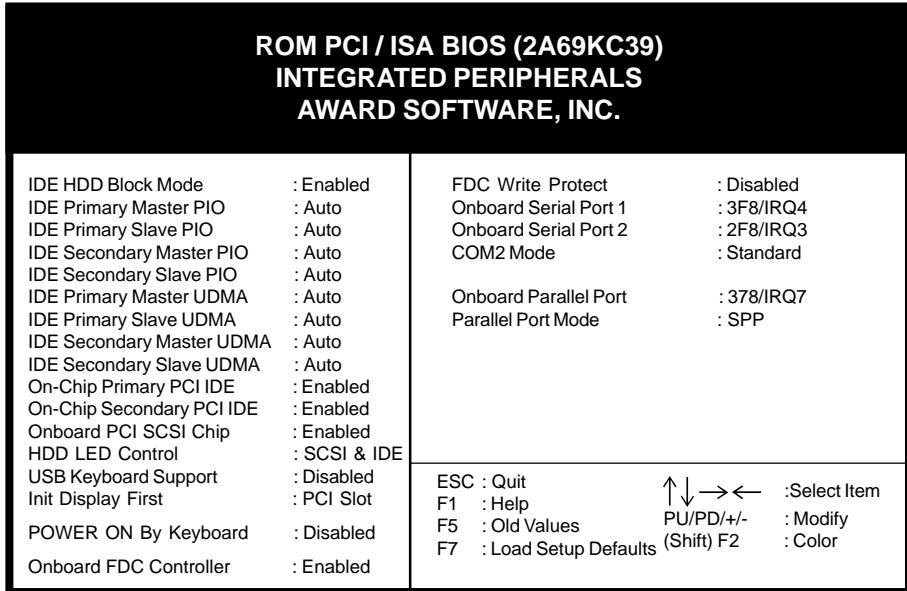 ROM PCI / ISA BIOS (2A69KC39)
INTEGRATED PERIPHERALS
AWARD SOFTWARE, INC.
IDE HDD Block Mode : Enabled
IDE Primary Master PIO : Auto
IDE Primary Slave PIO : Auto
IDE Secondary Master PIO : Auto
IDE Secondary Slave PIO : Auto
IDE Primary Master UDMA : Auto
IDE Primary Slave UDMA : Auto
IDE Secondary Master UDMA : Auto
IDE Secondary Slave UDMA : Auto
On-Chip Primary PCI IDE : Enabled
On-Chip Secondary PCI IDE : Enabled
Onboard PCI SCSI Chip : Enabled
HDD LED Control : SCSI & IDE
USB Keyboard Support : Disabled
Init Display First : PCI Slot
POWER ON By Keyboard : Disabled
Onboard FDC Controller : Enabled
FDC Write Protect : Disabled
Onboard Serial Port 1 : 3F8/IRQ4
Onboard Serial Port 2 : 2F8/IRQ3
COM2 Mode : Standard
Onboard Parallel Port : 378/IRQ7
Parallel Port Mode : SPP
ESC : Quit
F1 : Help
F5 : Old Values
F7 : Load Setup Defaults
↑↓→← :Select Item
PU/PD/+/- : Modify
(Shift) F2 : Color